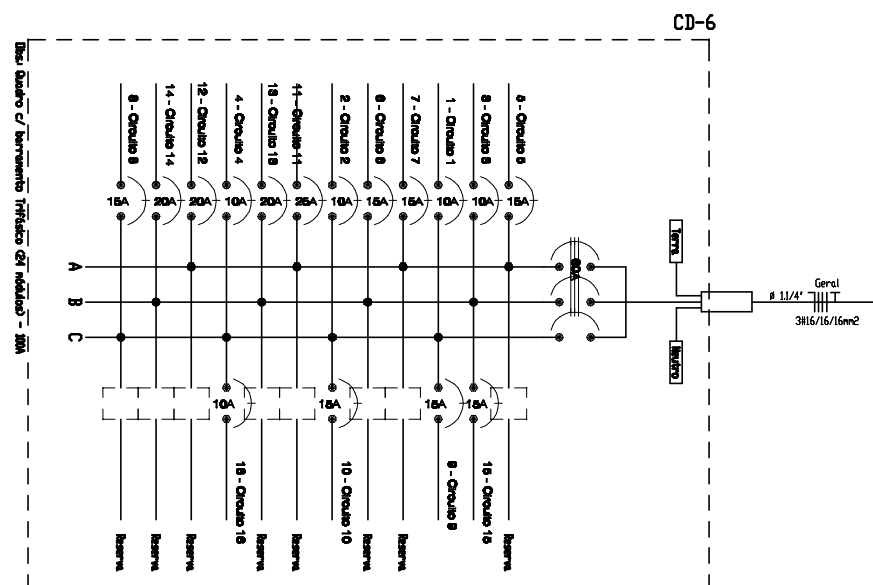 CD-6
Obs: Quadro c/ barramento Trifásico (24 módulos) - 100A
8 - Circuito 8
14 - Circuito 14
12 - Circuito 12
4 - Circuito 4
13 - Circuito 13
11 - Circuito 11
2 - Circuito 2
6 - Circuito 6
7 - Circuito 7
1 - Circuito 1
3 - Circuito 3
5 - Circuito 5
15A
20A
20A
10A
20A
25A
10A
15A
15A
10A
10A
15A
A
B
C
60A
Terra
Neutro
ø 1.1/4"
Geral
3#16/16/16mm2
10A
15A
15A
15A
Reserva
Reserva
Reserva
16 - Circuito 16
Reserva
Reserva
10 - Circuito 10
Reserva
Reserva
9 - Circuito 9
15 - Circuito 15
Reserva